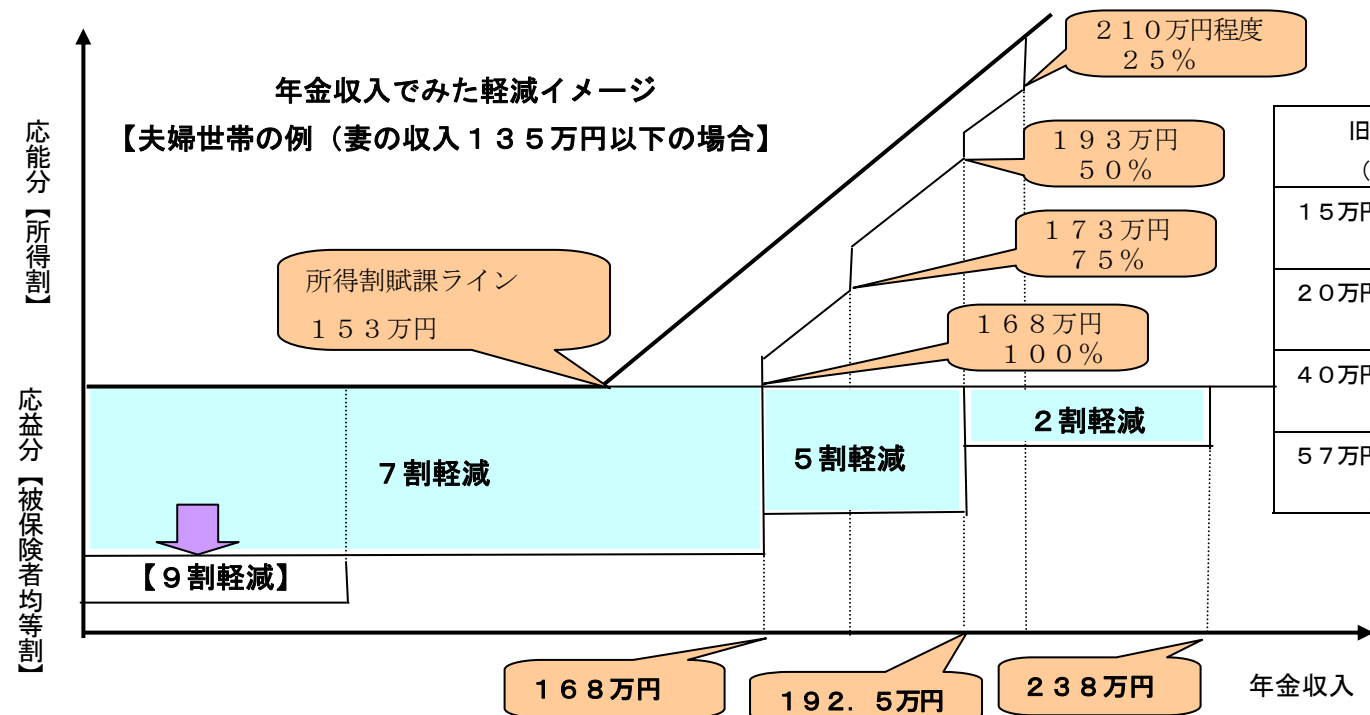 年金収入でみた軽減イメージ
【夫婦世帯の例（妻の収入１３５万円以下の場合】
２１０万円程度
２５％
１９３万円
５０％
１７３万円
７５％
１６８万円
１００％
所得割賦課ライン
１５３万円
応能分【所得割】
応益分【被保険者均等割】
７割軽減
５割軽減
２割軽減
【９割軽減】
１６８万円
１９２．５万円
２３８万円
年金収入
旧
（
１５万円
２０万円
４０万円
５７万円